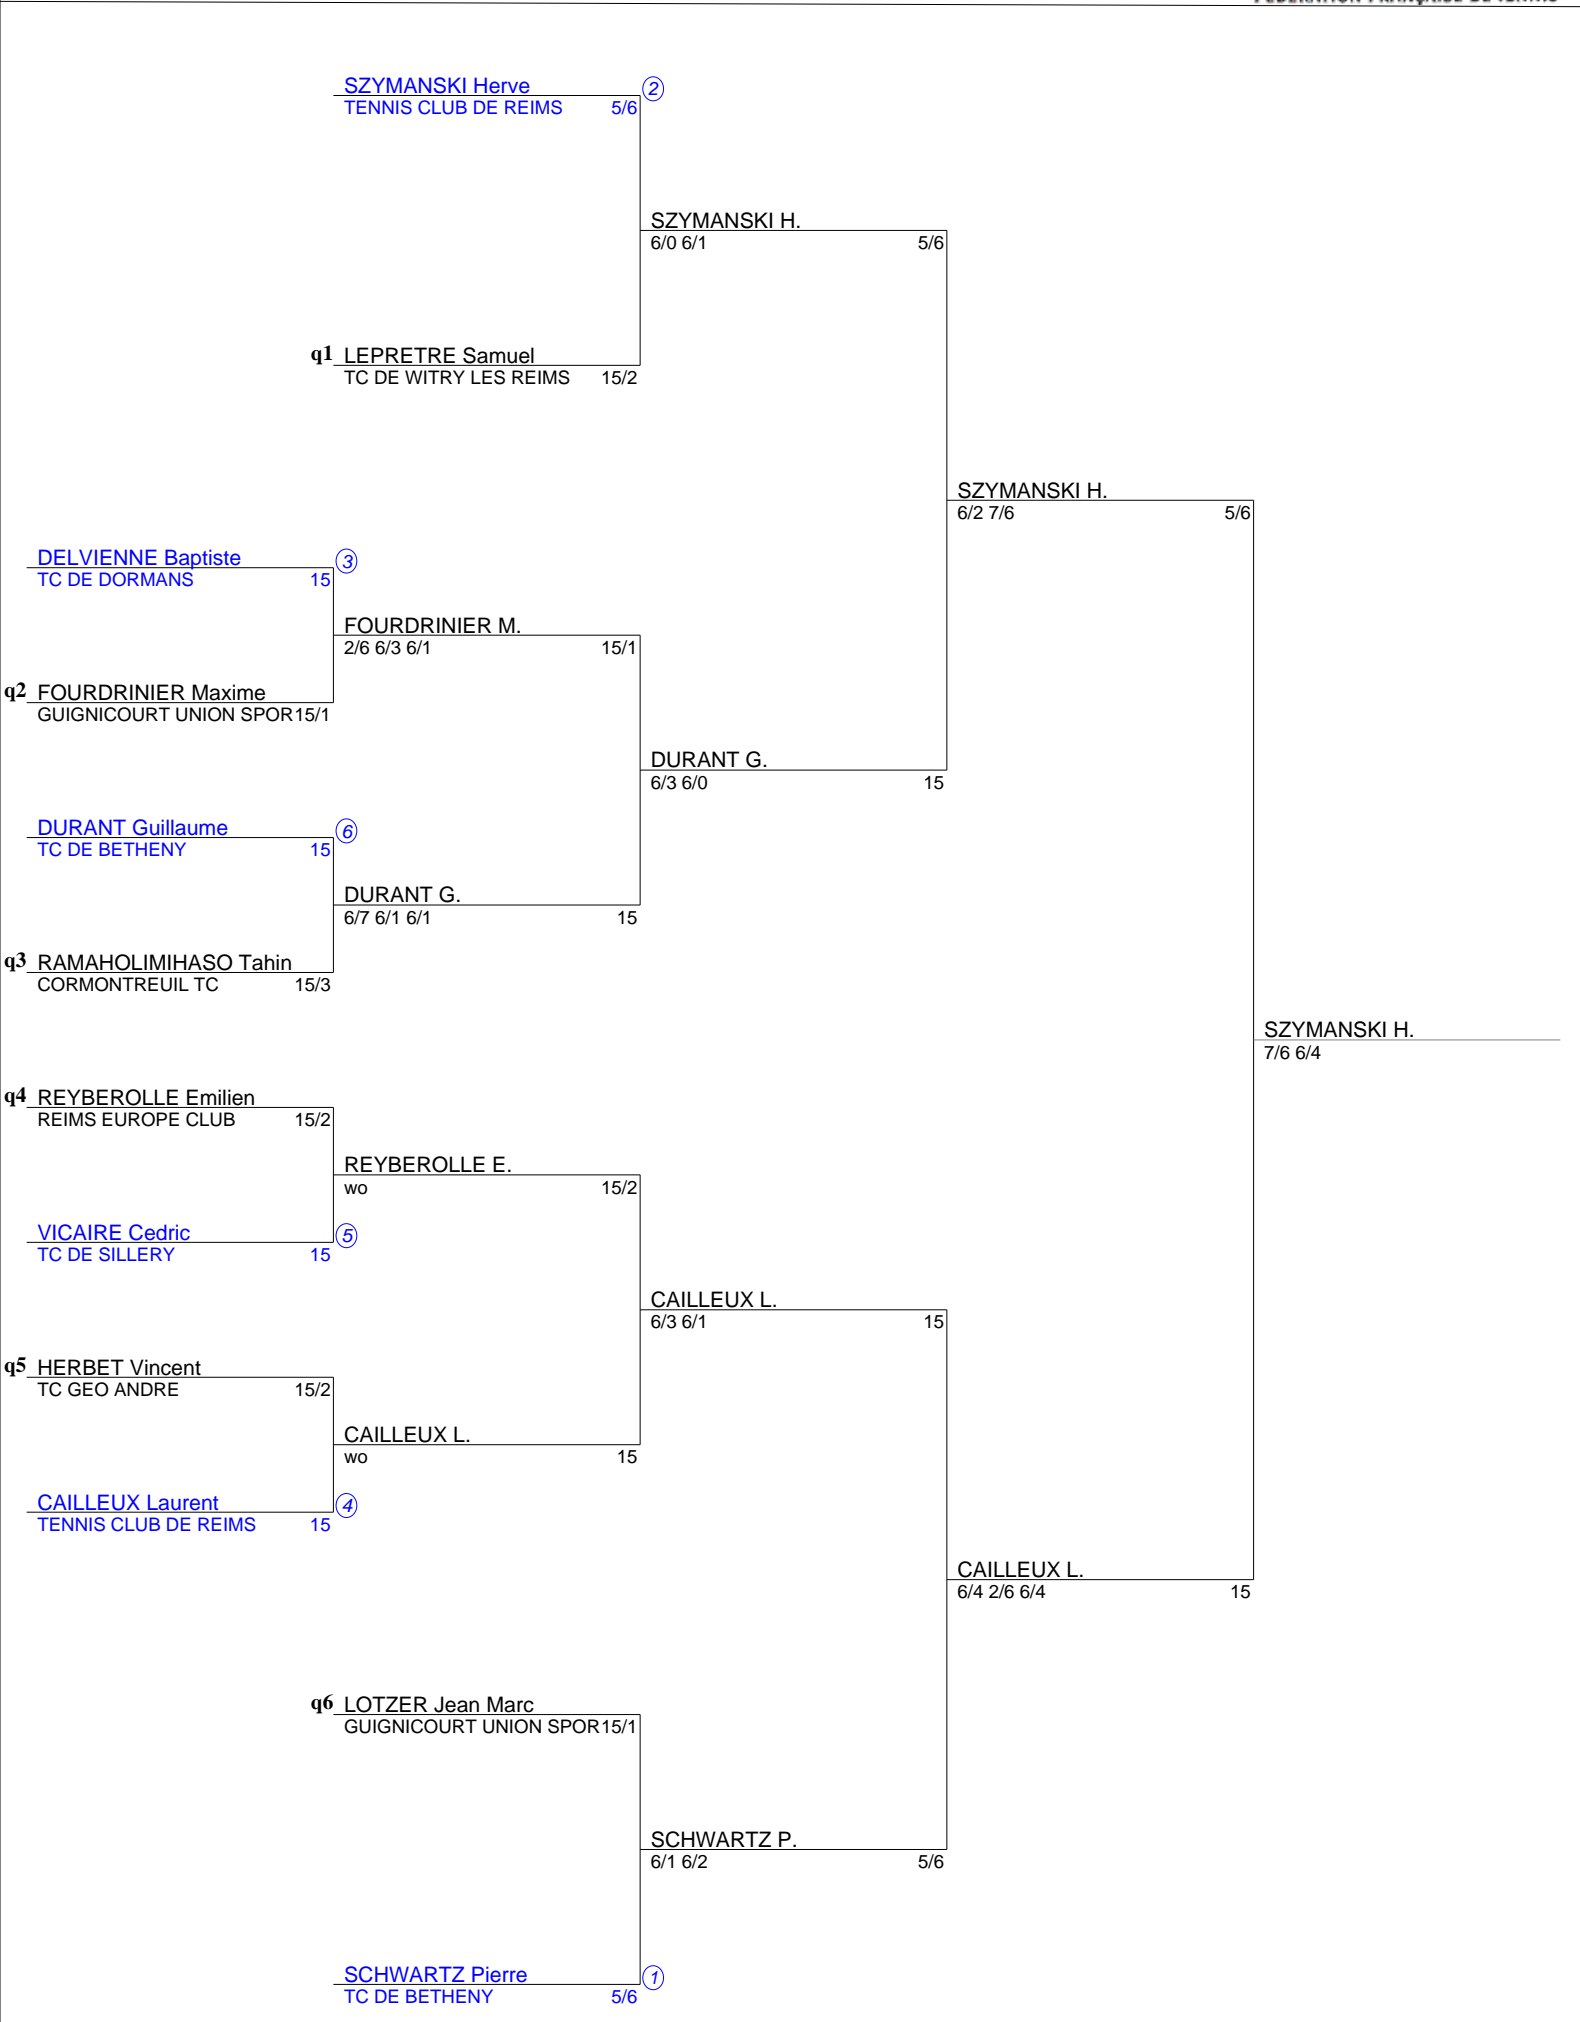 FEDERATION FRANÇAISE DE TENNIS
SZYMANSKI Herve 2
TENNIS CLUB DE REIMS 5/6
SZYMANSKI H.
6/0 6/1 5/6
q1 LEPRETRE Samuel
TC DE WITRY LES REIMS 15/2
SZYMANSKI H.
6/2 7/6 5/6
DELVIENNE Baptiste 3
TC DE DORMANS 15
FOURDRINIER M.
2/6 6/3 6/1 15/1
q2 FOURDRINIER Maxime
GUIGNICOURT UNION SPOR 15/1
DURANT G.
6/3 6/0 15
DURANT Guillaume 6
TC DE BETHENY 15
DURANT G.
6/7 6/1 6/1 15
q3 RAMAHOLIMIHASO Tahin
CORMONTREUIL TC 15/3
SZYMANSKI H.
7/6 6/4
q4 REYBEROLLE Emilien
REIMS EUROPE CLUB 15/2
REYBEROLLE E.
wo 15/2
VICAIRE Cedric 5
TC DE SILLERY 15
CAILLEUX L.
6/3 6/1 15
q5 HERBET Vincent
TC GEO ANDRE 15/2
CAILLEUX L.
wo 15
CAILLEUX Laurent 4
TENNIS CLUB DE REIMS 15
CAILLEUX L.
6/4 2/6 6/4 15
q6 LOTZER Jean Marc
GUIGNICOURT UNION SPOR 15/1
SCHWARTZ P.
6/1 6/2 5/6
SCHWARTZ Pierre 1
TC DE BETHENY 5/6